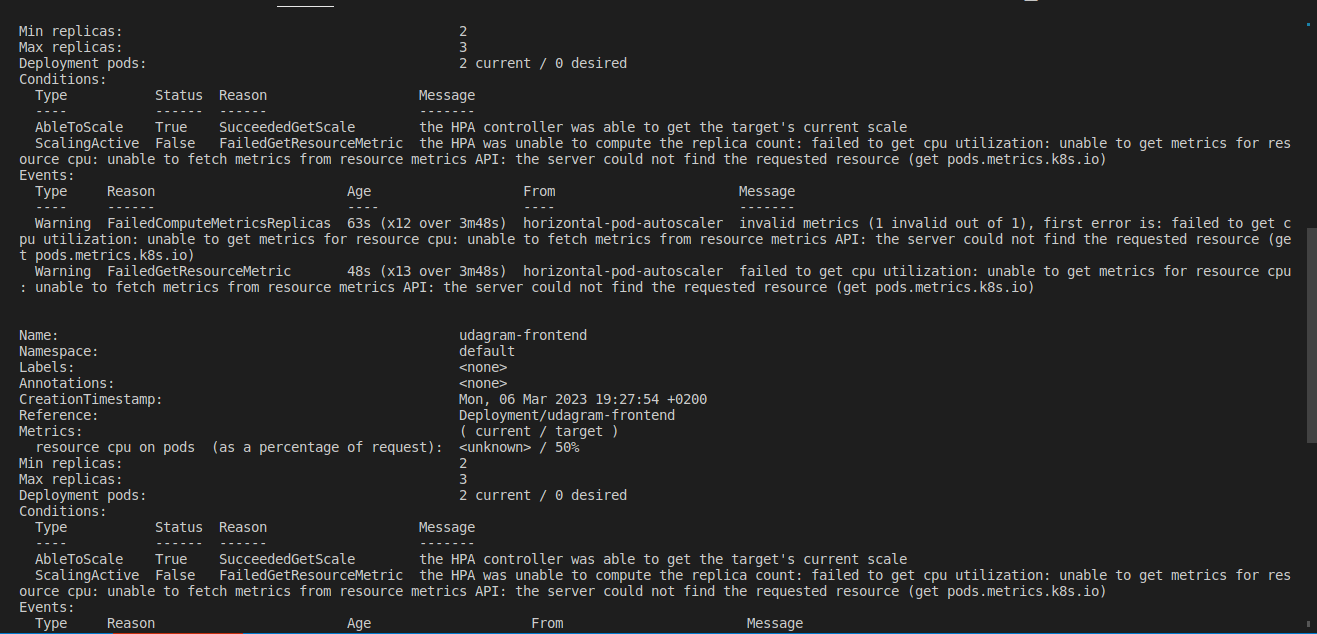 Min replicas:                                          2
Max replicas:                                          3
Deployment pods:                                       2 current / 0 desired
Conditions:
  Type           Status  Reason                   Message
  ----           ------  ------                   -------
  AbleToScale    True    SucceededGetScale        the HPA controller was able to get the target's current scale
  ScalingActive  False   FailedGetResourceMetric  the HPA was unable to compute the replica count: failed to get cpu utilization: unable to get metrics for res
ource cpu: unable to fetch metrics from resource metrics API: the server could not find the requested resource (get pods.metrics.k8s.io)
Events:
  Type     Reason                        Age                   From                       Message
  ----     ------                        ----                  ----                       -------
  Warning  FailedComputeMetricsReplicas  63s (x12 over 3m48s)  horizontal-pod-autoscaler  invalid metrics (1 invalid out of 1), first error is: failed to get c
pu utilization: unable to get metrics for resource cpu: unable to fetch metrics from resource metrics API: the server could not find the requested resource (ge
t pods.metrics.k8s.io)
  Warning  FailedGetResourceMetric       48s (x13 over 3m48s)  horizontal-pod-autoscaler  failed to get cpu utilization: unable to get metrics for resource cpu
: unable to fetch metrics from resource metrics API: the server could not find the requested resource (get pods.metrics.k8s.io)
Name:                                                  udagram-frontend
Namespace:                                             default
Labels:                                                <none>
Annotations:                                           <none>
CreationTimestamp:                                     Mon, 06 Mar 2023 19:27:54 +0200
Reference:                                             Deployment/udagram-frontend
Metrics:                                               ( current / target )
  resource cpu on pods  (as a percentage of request):  <unknown> / 50%
Min replicas:                                          2
Max replicas:                                          3
Deployment pods:                                       2 current / 0 desired
Conditions:
  Type           Status  Reason                   Message
  ----           ------  ------                   -------
  AbleToScale    True    SucceededGetScale        the HPA controller was able to get the target's current scale
  ScalingActive  False   FailedGetResourceMetric  the HPA was unable to compute the replica count: failed to get cpu utilization: unable to get metrics for res
ource cpu: unable to fetch metrics from resource metrics API: the server could not find the requested resource (get pods.metrics.k8s.io)
Events:
  Type     Reason                        Age                    From                       Message